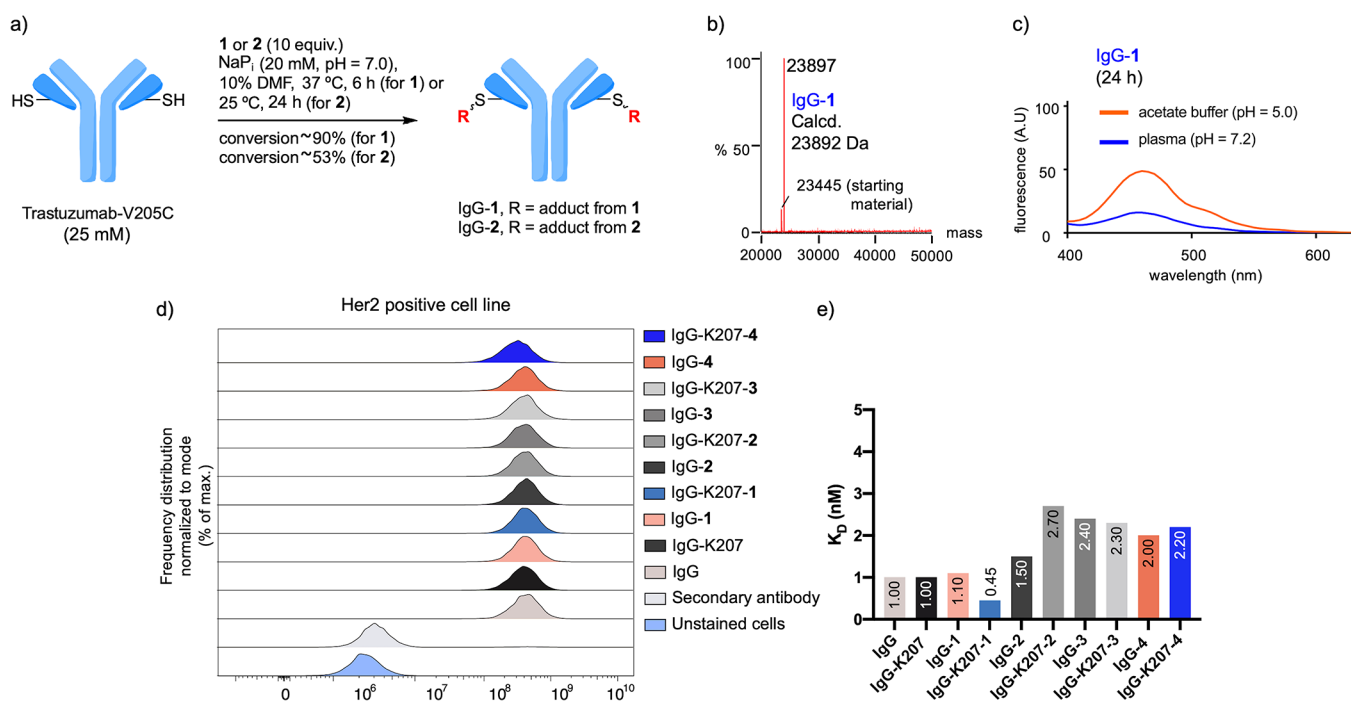 a)
1 or 2 (10 equiv.)
NaPi (20 mM, pH = 7.0),
10% DMF, 37 ºC, 6 h (for 1) or
25 ºC, 24 h (for 2)
conversion~90% (for 1)
conversion~53% (for 2)
HS
SH
Trastuzumab-V205C
(25 mM)
S
R
S
R
IgG-1, R = adduct from 1
IgG-2, R = adduct from 2
b)
100
% 50
0
23897
IgG-1
Calcd.
23892 Da
23445 (starting
material)
mass
20000 30000 40000 50000
c)
IgG-1
(24 h)
fluorescence (A.U)
100
50
0
acetate buffer (pH = 5.0)
plasma (pH = 7.2)
400 500 600
wavelength (nm)
d)
Her2 positive cell line
Frequency distribution
normalized to mode
(% of max.)
IgG-K207-4
IgG-4
IgG-K207-3
IgG-3
IgG-K207-2
IgG-2
IgG-K207-1
IgG-1
IgG-K207
IgG
Secondary antibody
Unstained cells
0 10^6 10^7 10^8 10^9 10^10
e)
KD (nM)
5
4
3
2
1
0
1.00
1.00
1.10
0.45
1.50
2.70
2.40
2.30
2.00
2.20
IgG
IgG-K207
IgG-1
IgG-K207-1
IgG-2
IgG-K207-2
IgG-3
IgG-K207-3
IgG-4
IgG-K207-4